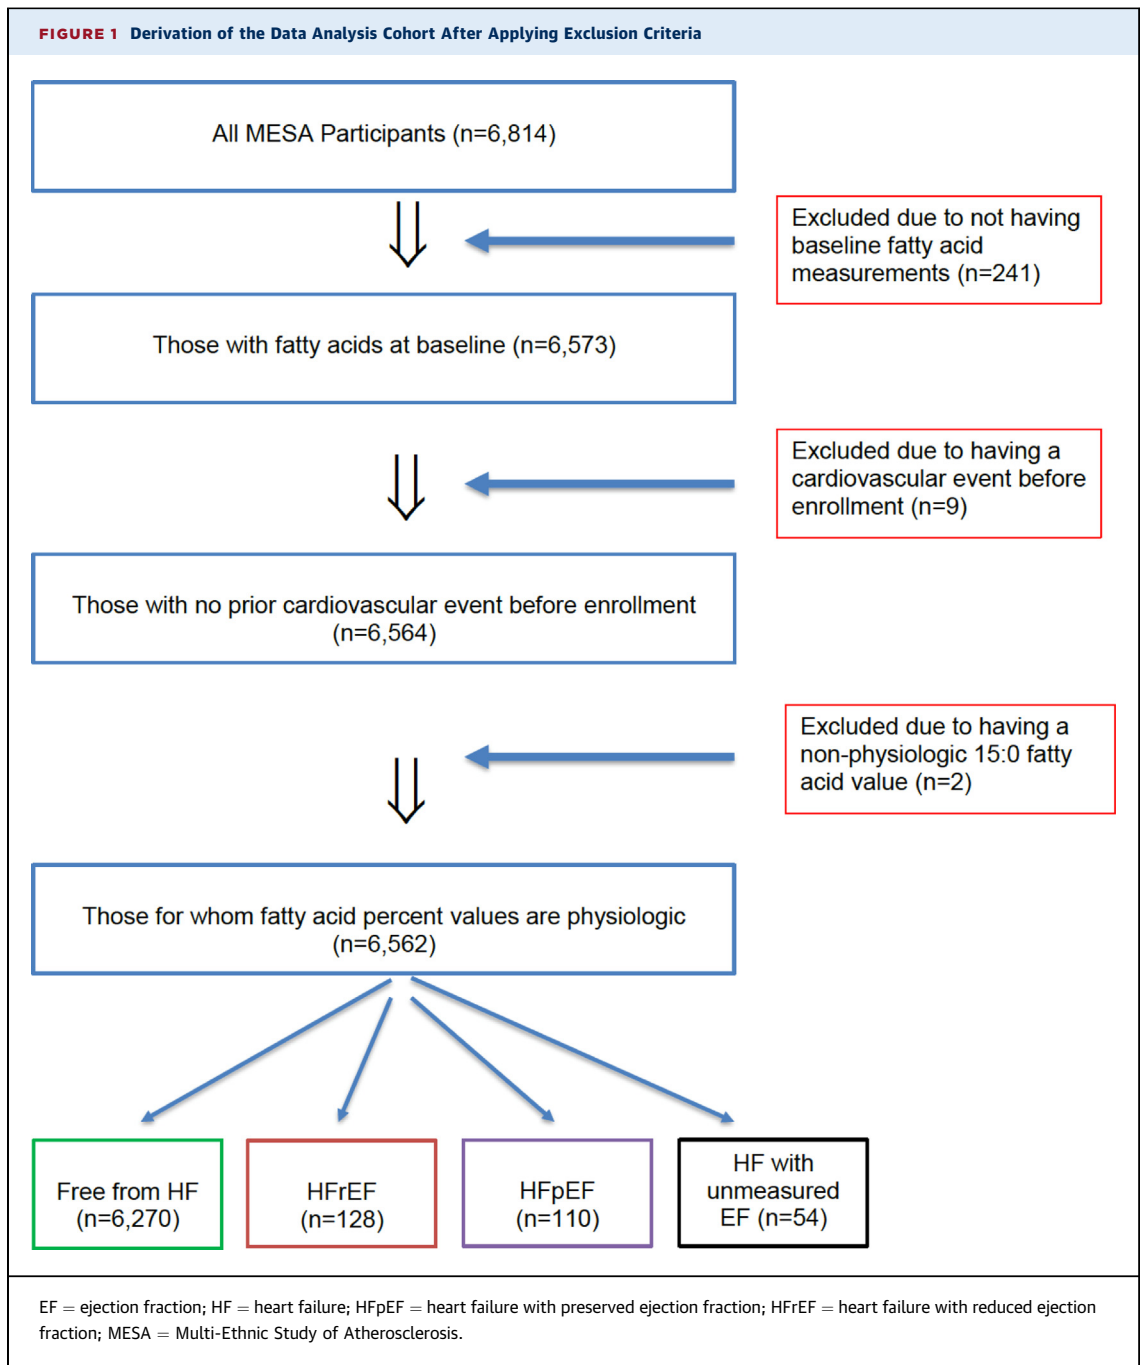 FIGURE 1 Derivation of the Data Analysis Cohort After Applying Exclusion Criteria
All MESA Participants (n=6,814)
Excluded due to not having
baseline fatty acid
measurements (n=241)
Those with fatty acids at baseline (n=6,573)
Excluded due to having a
cardiovascular event before
enrollment (n=9)
Those with no prior cardiovascular event before enrollment
(n=6,564)
Excluded due to having a
non-physiologic 15:0 fatty
acid value (n=2)
Those for whom fatty acid percent values are physiologic
(n=6,562)
Free from HF
(n=6,270)
HFrEF
(n=128)
HFpEF
(n=110)
HF with
unmeasured
EF (n=54)
EF = ejection fraction; HF = heart failure; HFpEF = heart failure with preserved ejection fraction; HFrEF = heart failure with reduced ejection
fraction; MESA = Multi-Ethnic Study of Atherosclerosis.